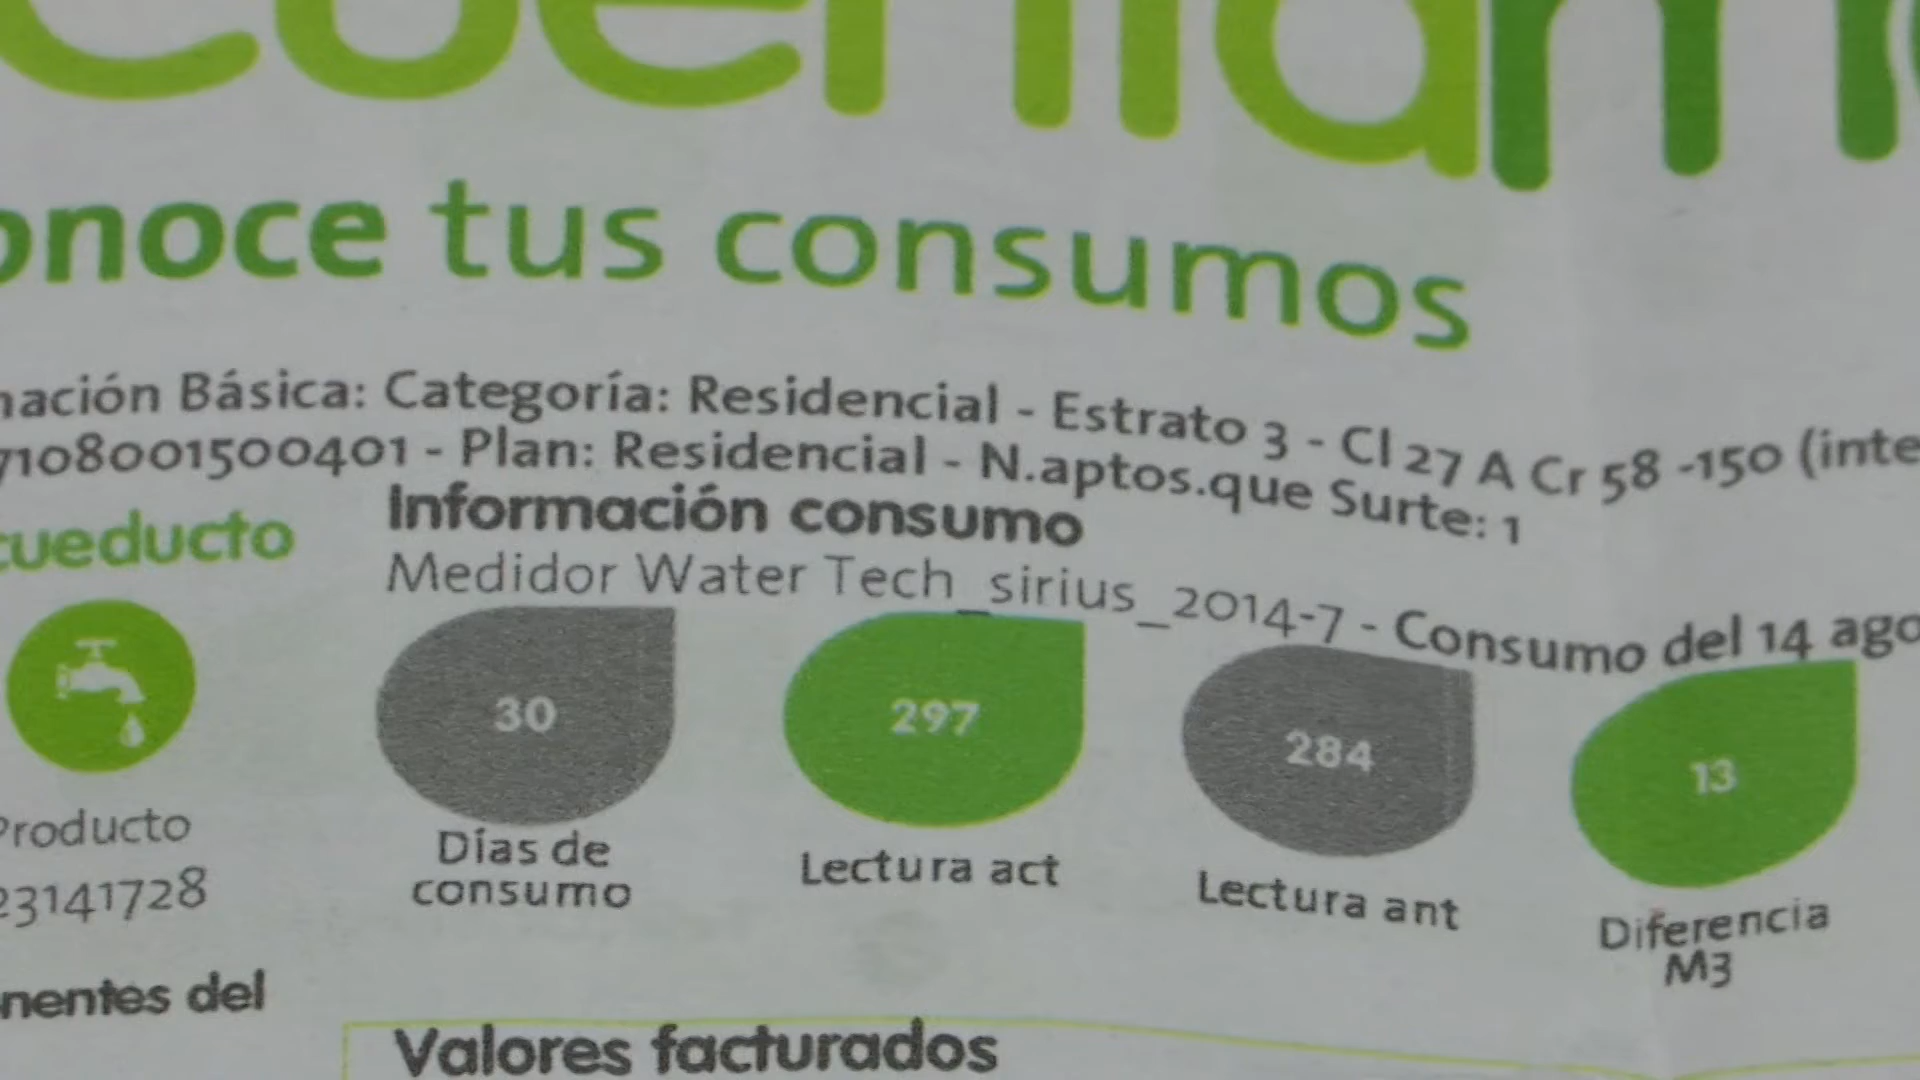 onoce tus consumos
mación Básica: Categoría: Residencial - Estrato 3 - Cl 27 A Cr 58 -150 (inte
7108001500401 - Plan: Residencial - N.aptos.que Surte: 1
cueducto
Información consumo
Medidor Water Tech_sirius_2014-7 - Consumo del 14 ago
30
297
284
13
Días de
consumo
Lectura act
Lectura ant
Diferencia
M3
Producto
23141728
nentes del
Valores facturados